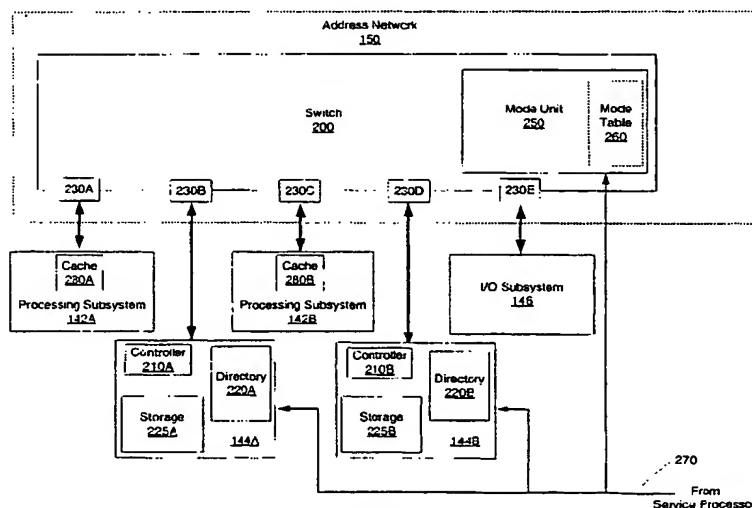 Address Network
150
Switch
200
Mode Unit
250
Mode
Table
260
230A
230B
230C
230D
230E
Cache
280A
Processing Subsystem
142A
Cache
280B
Processing Subsystem
142B
I/O Subsystem
146
Controller
210A
Directory
220A
Storage
225A
144A
Controller
210B
Directory
220B
Storage
225B
144B
270
From
Service Processor